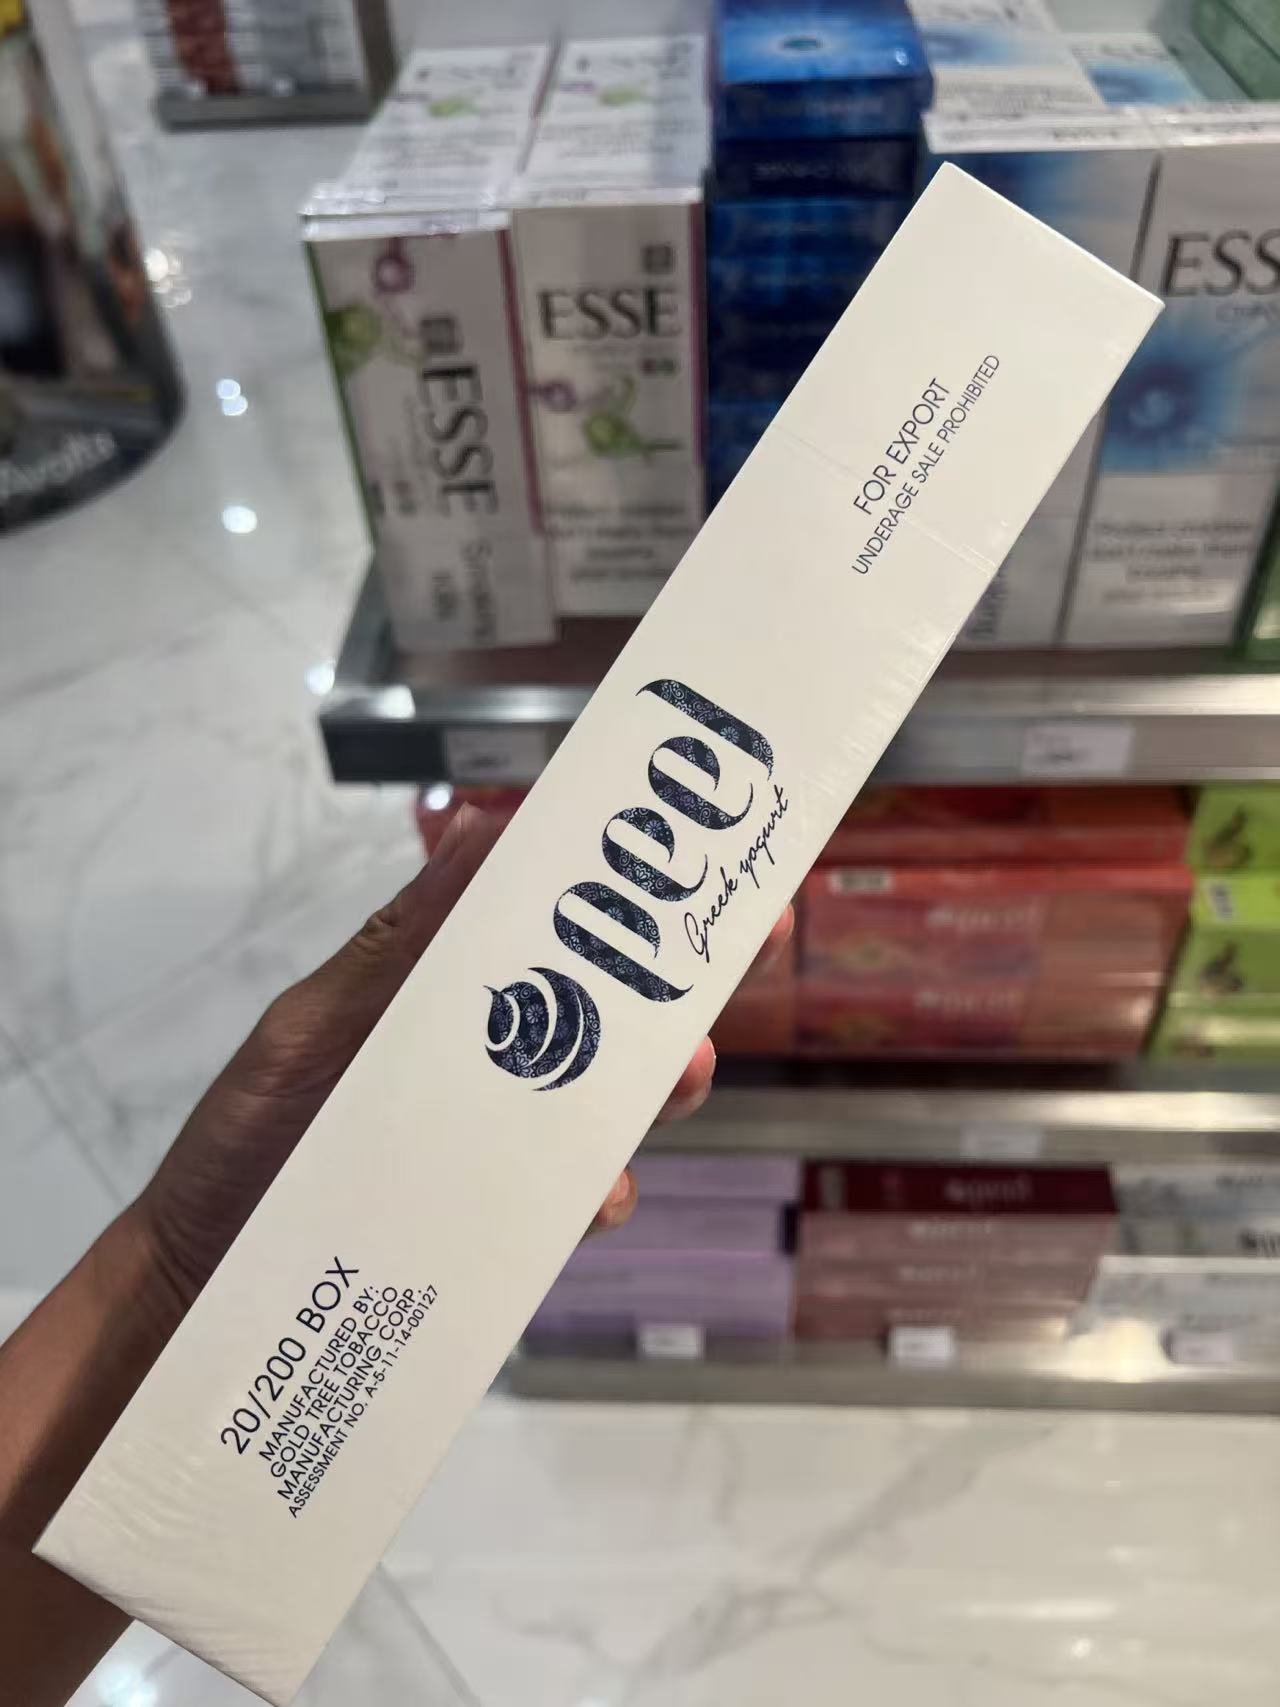 ESSE
ESSE
ESSE
FOR EXPORT
UNDERAGE SALE PROHIBITED
peel
Greek yogurt
20/200 BOX
MANUFACTURED BY:
GOLD TREE TOBACCO
MANUFACTURING CORP.
ASSESSMENT NO. A-5-11-14-00127